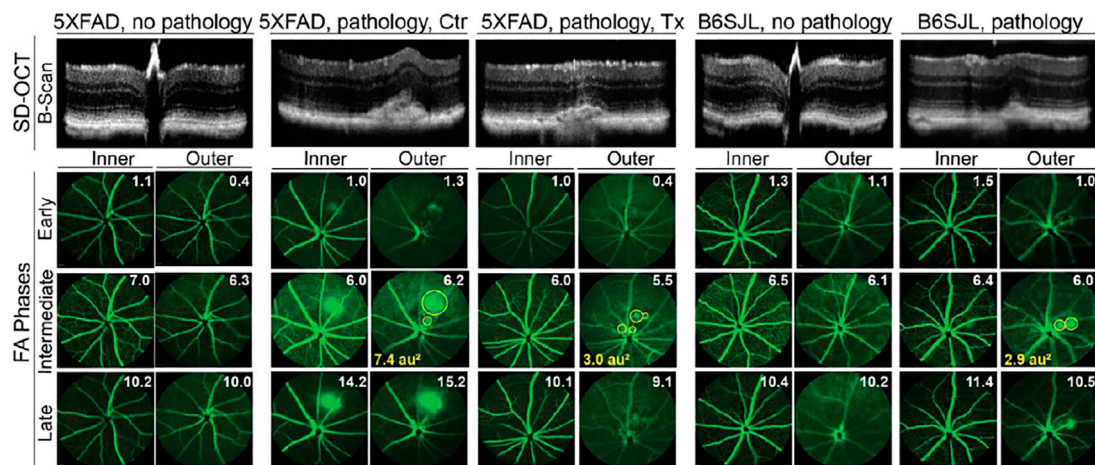 5XFAD, no pathology 5XFAD, pathology, Ctr 5XFAD, pathology, Tx B6SJL, no pathology B6SJL, pathology
SD-OCT
B-Scan
Inner Outer Inner Outer Inner Outer Inner Outer Inner Outer
FA Phases
Early
1.1 0.4 1.0 1.3 1.0 0.4 1.3 1.1 1.5 1.0
Intermediate
7.0 6.3 6.0 6.2 6.0 5.5 6.5 6.1 6.4 6.0
7.4 au² 3.0 au² 2.9 au²
Late
10.2 10.0 14.2 15.2 10.1 9.1 10.4 10.2 11.4 10.5